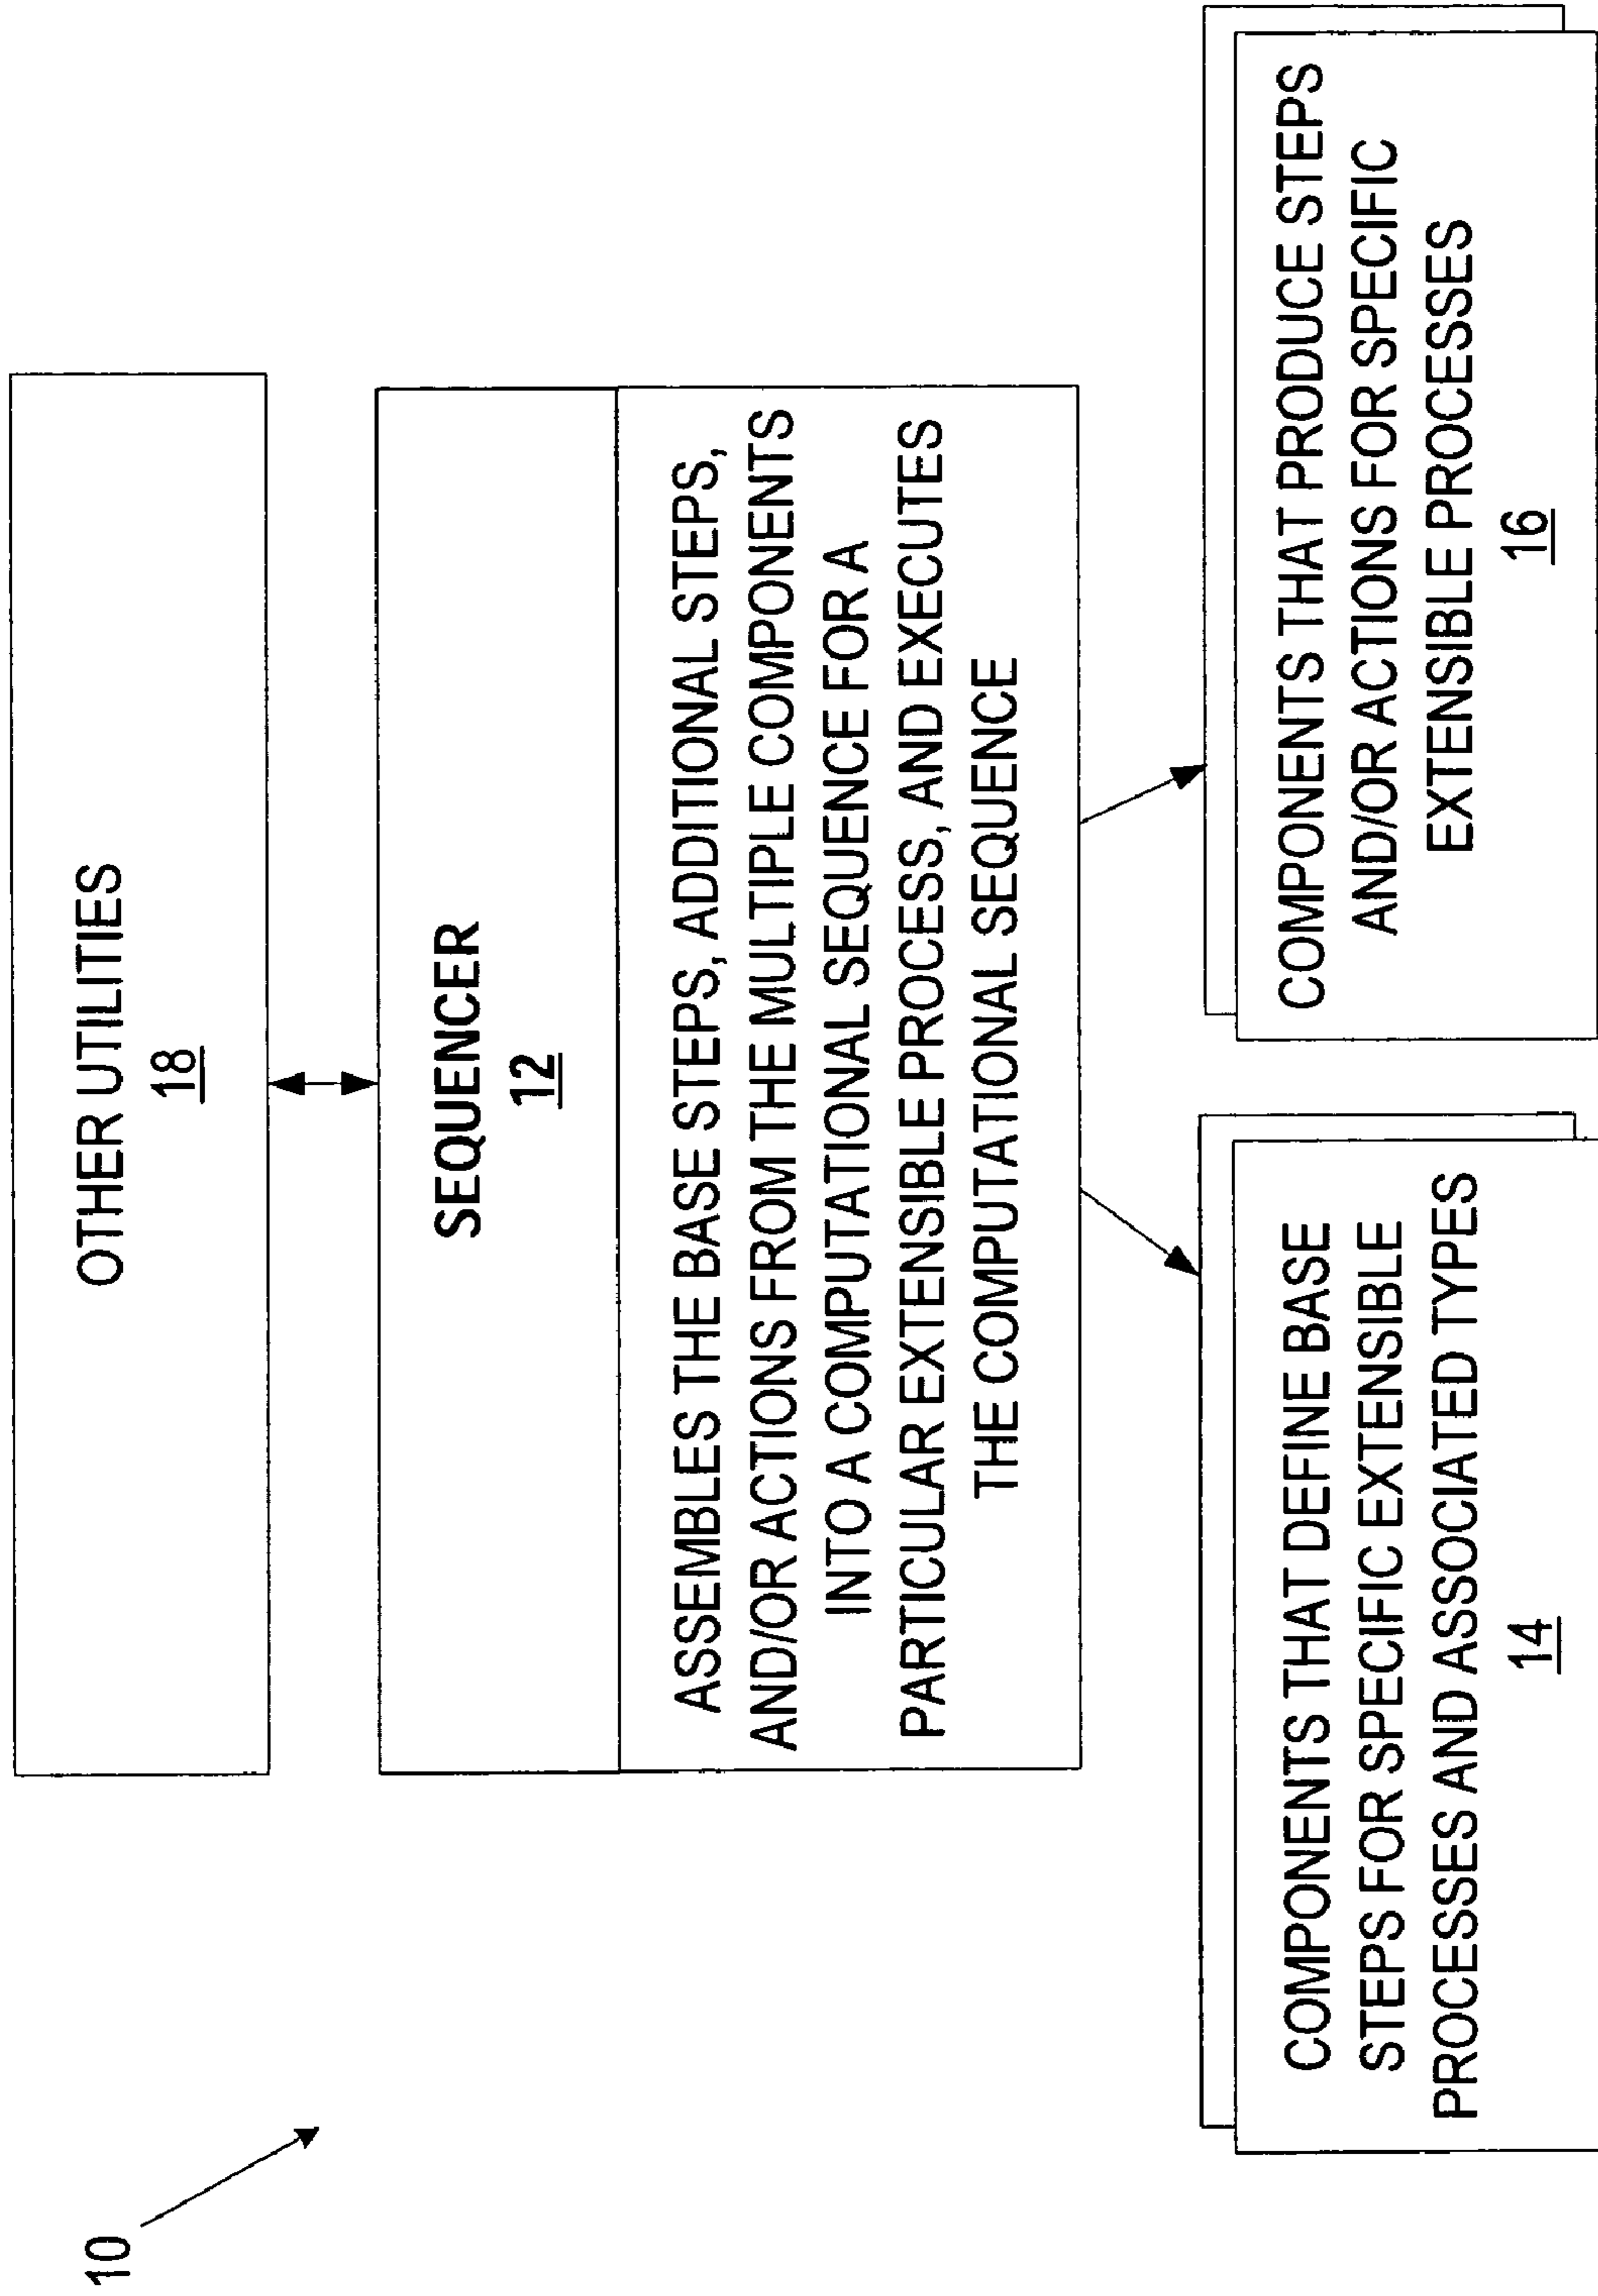 10
OTHER UTILITIES
18
SEQUENCER
12
ASSEMBLES THE BASE STEPS, ADDITIONAL STEPS,
AND/OR ACTIONS FROM THE MULTIPLE COMPONENTS
INTO A COMPUTATIONAL SEQUENCE FOR A
PARTICULAR EXTENSIBLE PROCESS, AND EXECUTES
THE COMPUTATIONAL SEQUENCE
COMPONENTS THAT DEFINE BASE
STEPS FOR SPECIFIC EXTENSIBLE
PROCESSES AND ASSOCIATED TYPES
14
COMPONENTS THAT PRODUCE STEPS
AND/OR ACTIONS FOR SPECIFIC
EXTENSIBLE PROCESSES
16